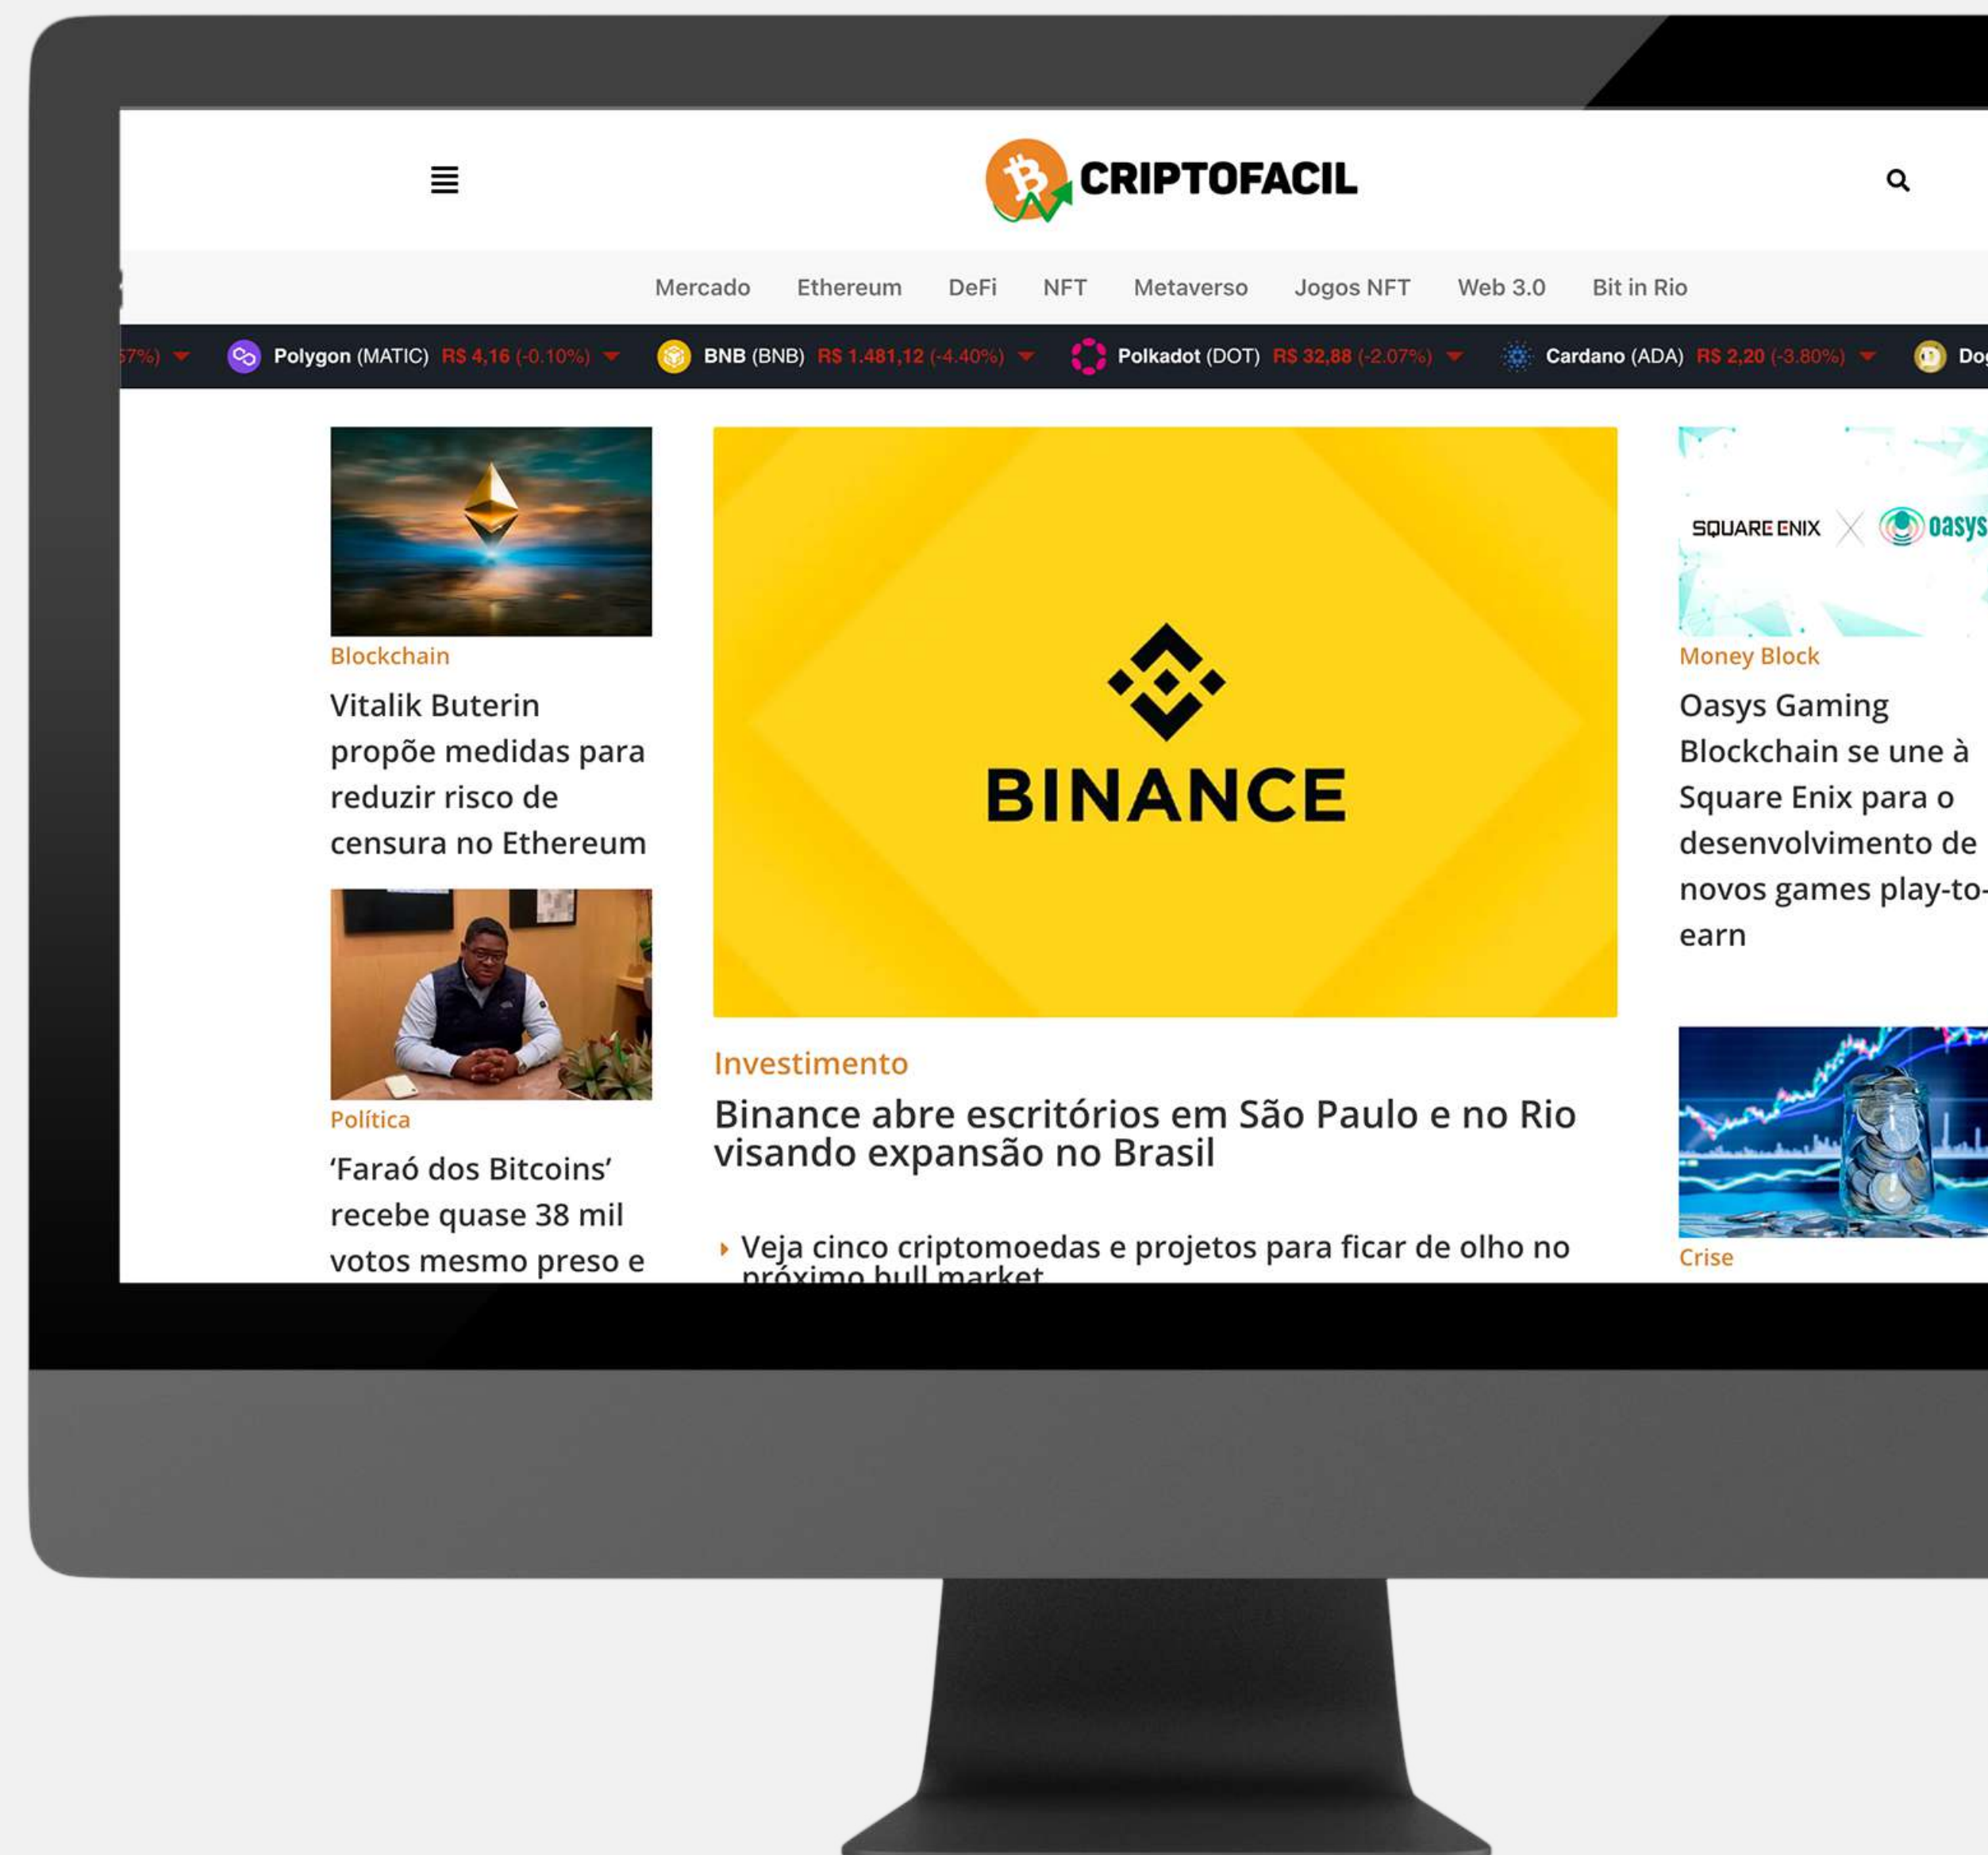 CRIPTOFACIL
Mercado Ethereum DeFi NFT Metaverso Jogos NFT Web 3.0 Bit in Rio
57%) Polygon (MATIC) R$ 4,16 (-0.10%) BNB (BNB) R$ 1.481,12 (-4.40%) Polkadot (DOT) R$ 32,88 (-2.07%) Cardano (ADA) R$ 2,20 (-3.80%)
Blockchain
Vitalik Buterin
propõe medidas para
reduzir risco de
censura no Ethereum
Política
‘Faraó dos Bitcoins’
recebe quase 38 mil
votos mesmo preso e
BINANCE
Investimento
Binance abre escritórios em São Paulo e no Rio
visando expansão no Brasil
Veja cinco criptomoedas e projetos para ficar de olho no
próximo bull market
SQUARE ENIX oasys
Money Block
Oasys Gaming
Blockchain se une à
Square Enix para o
desenvolvimento de
novos games play-to-
earn
Crise